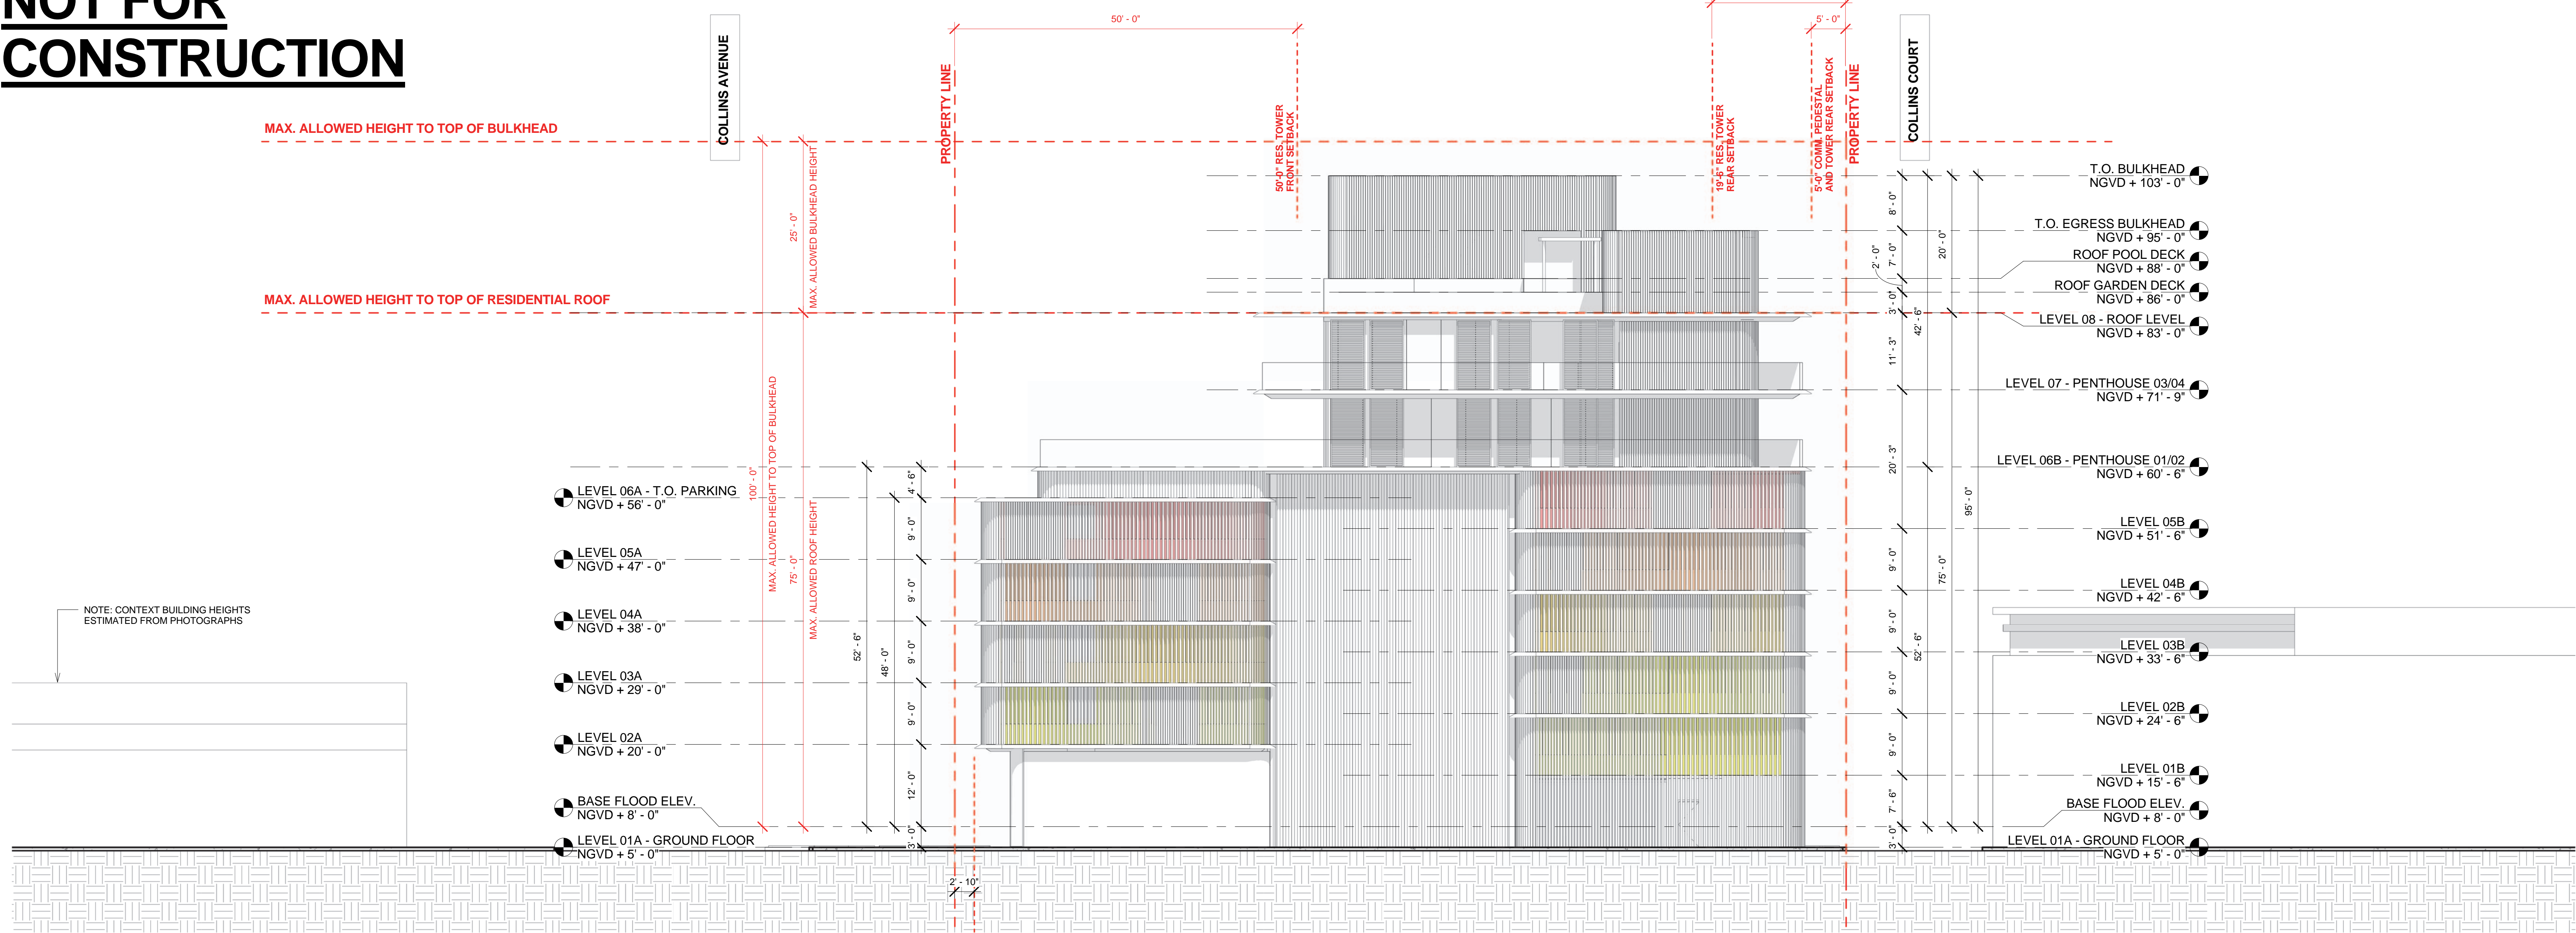 NOT FOR
CONSTRUCTION
COLLINS AVENUE
50' - 0"
5' - 0"
COLLINS COURT
PROPERTY LINE
50'-0" RES. TOWER
FRONT SETBACK
19'-6" RES. TOWER
REAR SETBACK
5'-0" COMM. PEDESTAL
AND TOWER REAR SETBACK
PROPERTY LINE
MAX. ALLOWED HEIGHT TO TOP OF BULKHEAD
MAX. ALLOWED HEIGHT TO TOP OF RESIDENTIAL ROOF
25' - 0"
MAX. ALLOWED BULKHEAD HEIGHT
100' - 0"
MAX. ALLOWED HEIGHT TO TOP OF BULKHEAD
75' - 0"
MAX. ALLOWED ROOF HEIGHT
NOTE: CONTEXT BUILDING HEIGHTS
ESTIMATED FROM PHOTOGRAPHS
LEVEL 06A - T.O. PARKING
NGVD + 56' - 0"
LEVEL 05A
NGVD + 47' - 0"
LEVEL 04A
NGVD + 38' - 0"
LEVEL 03A
NGVD + 29' - 0"
LEVEL 02A
NGVD + 20' - 0"
BASE FLOOD ELEV.
NGVD + 8' - 0"
LEVEL 01A - GROUND FLOOR
NGVD + 5' - 0"
52' - 6"
48' - 0"
4' - 6"
9' - 0"
9' - 0"
9' - 0"
9' - 0"
12' - 0"
3' - 0"
2' - 10"
8' - 0"
7' - 0"
2' - 0"
3' - 0"
11' - 3"
20' - 3"
9' - 0"
9' - 0"
9' - 0"
9' - 0"
7' - 6"
3' - 0"
42' - 6"
52' - 6"
20' - 0"
75' - 0"
95' - 0"
T.O. BULKHEAD
NGVD + 103' - 0"
T.O. EGRESS BULKHEAD
NGVD + 95' - 0"
ROOF POOL DECK
NGVD + 88' - 0"
ROOF GARDEN DECK
NGVD + 86' - 0"
LEVEL 08 - ROOF LEVEL
NGVD + 83' - 0"
LEVEL 07 - PENTHOUSE 03/04
NGVD + 71' - 9"
LEVEL 06B - PENTHOUSE 01/02
NGVD + 60' - 6"
LEVEL 05B
NGVD + 51' - 6"
LEVEL 04B
NGVD + 42' - 6"
LEVEL 03B
NGVD + 33' - 6"
LEVEL 02B
NGVD + 24' - 6"
LEVEL 01B
NGVD + 15' - 6"
BASE FLOOD ELEV.
NGVD + 8' - 0"
LEVEL 01A - GROUND FLOOR
NGVD + 5' - 0"